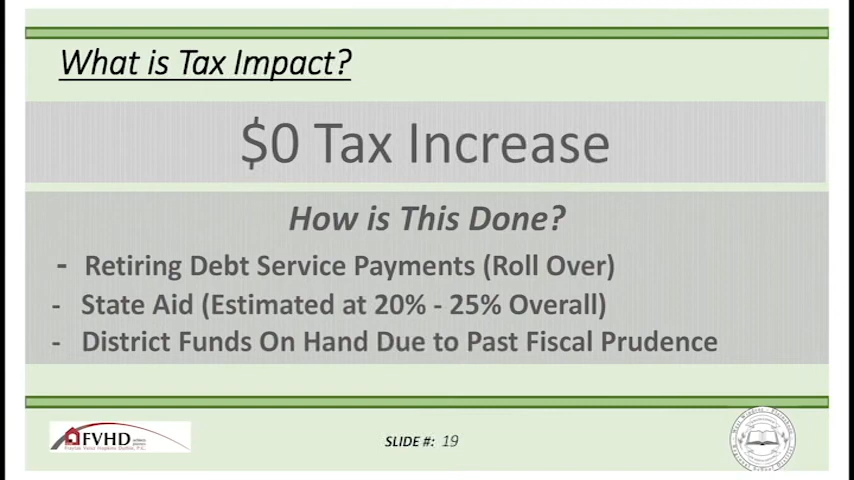 What is Tax Impact?
$0 Tax Increase
How is This Done?
- Retiring Debt Service Payments (Roll Over)
- State Aid (Estimated at 20% - 25% Overall)
- District Funds On Hand Due to Past Fiscal Prudence
FVHD
SLIDE #: 19